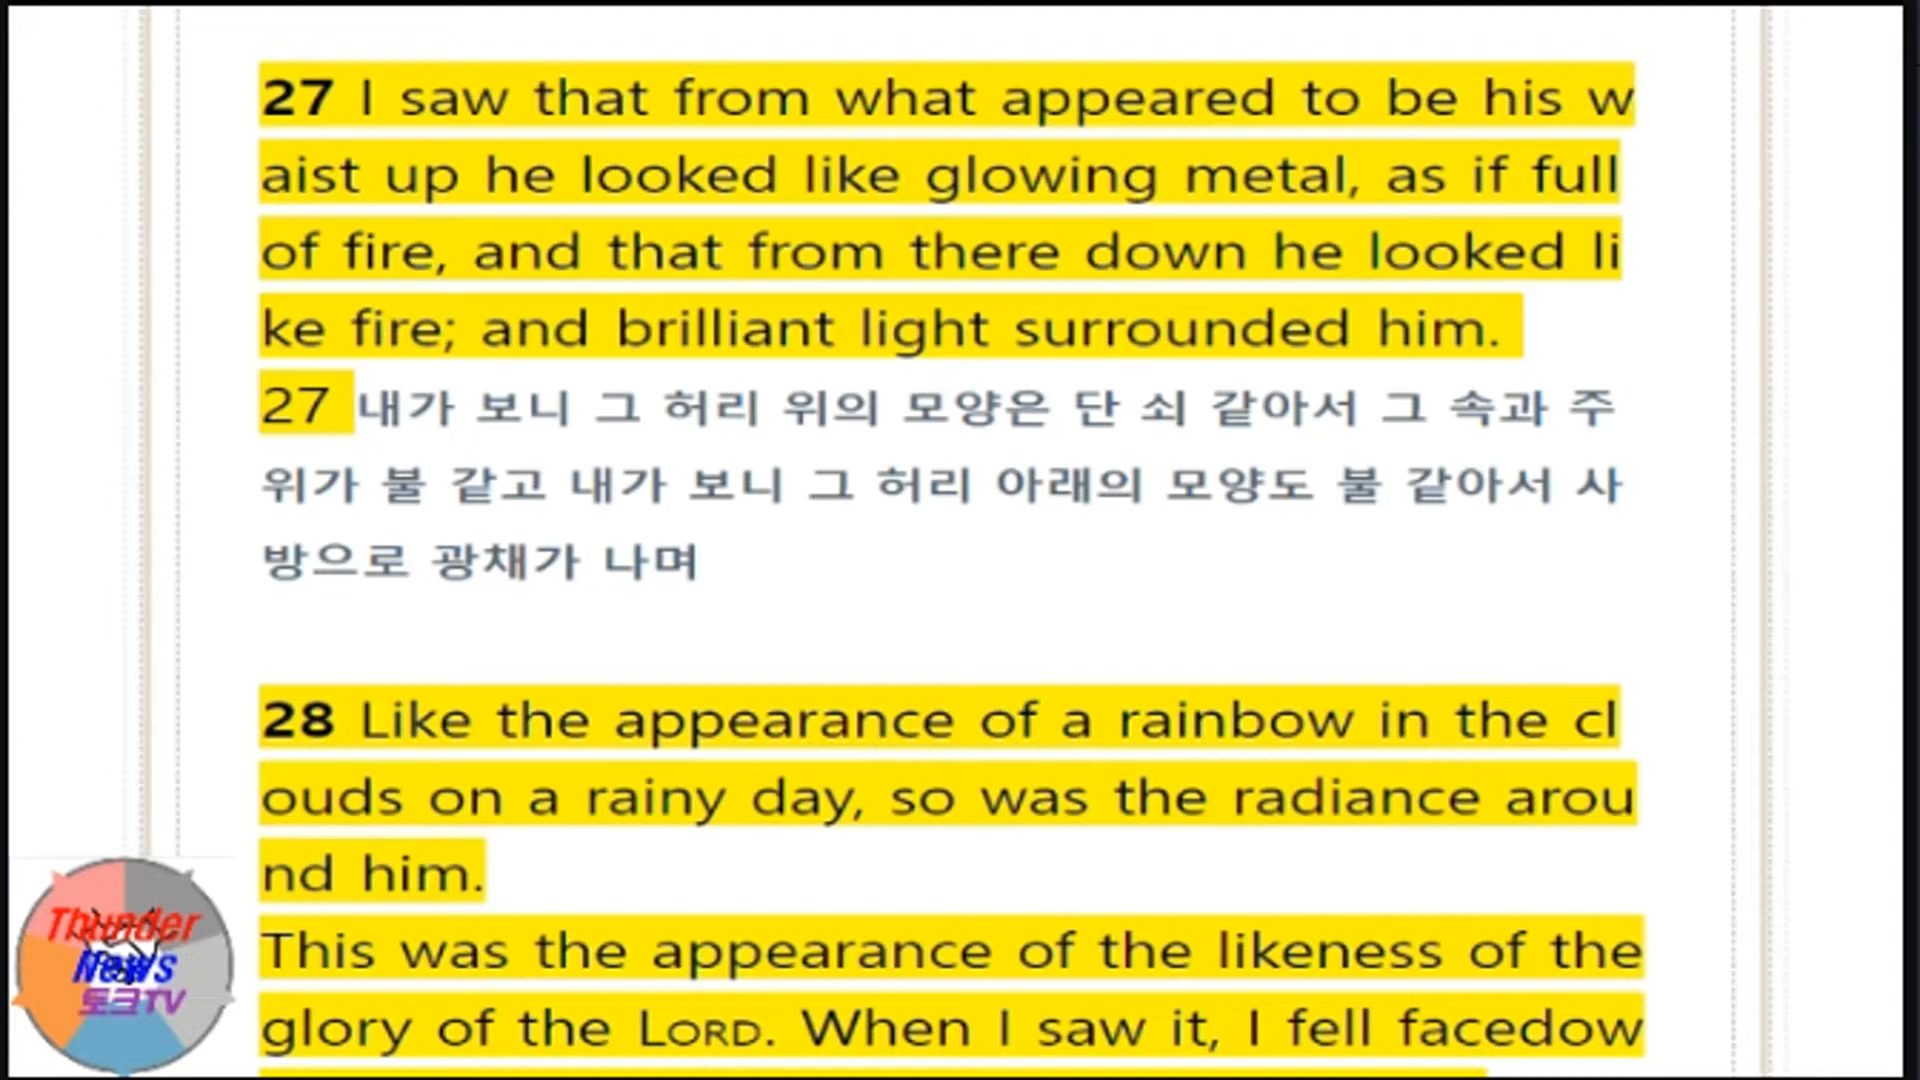 27 I saw that from what appeared to be his w
aist up he looked like glowing metal, as if full
of fire, and that from there down he looked li
ke fire; and brilliant light surrounded him.
27 내가 보니 그 허리 위의 모양은 단 쇠 같아서 그 속과 주
위가 불 같고 내가 보니 그 허리 아래의 모양도 불 같아서 사
방으로 광채가 나며
28 Like the appearance of a rainbow in the cl
ouds on a rainy day, so was the radiance arou
nd him.
This was the appearance of the likeness of the
glory of the LORD. When I saw it, I fell facedow
Thunder
News
토크TV